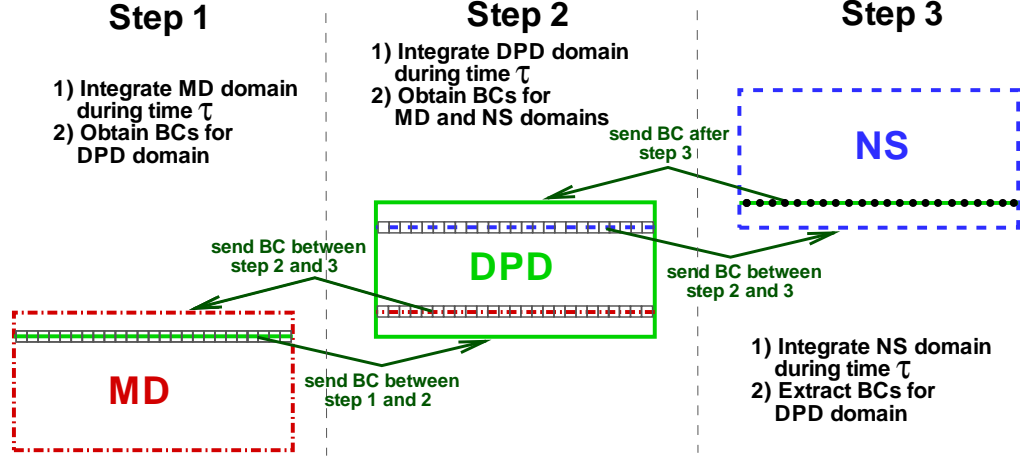 Step 1
1) Integrate MD domain
during time τ
2) Obtain BCs for
DPD domain
send BC between
step 2 and 3
MD
send BC between
step 1 and 2
Step 2
1) Integrate DPD domain
during time τ
2) Obtain BCs for
MD and NS domains
send BC after
step 3
DPD
send BC between
step 2 and 3
Step 3
NS
1) Integrate NS domain
during time τ
2) Extract BCs for
DPD domain